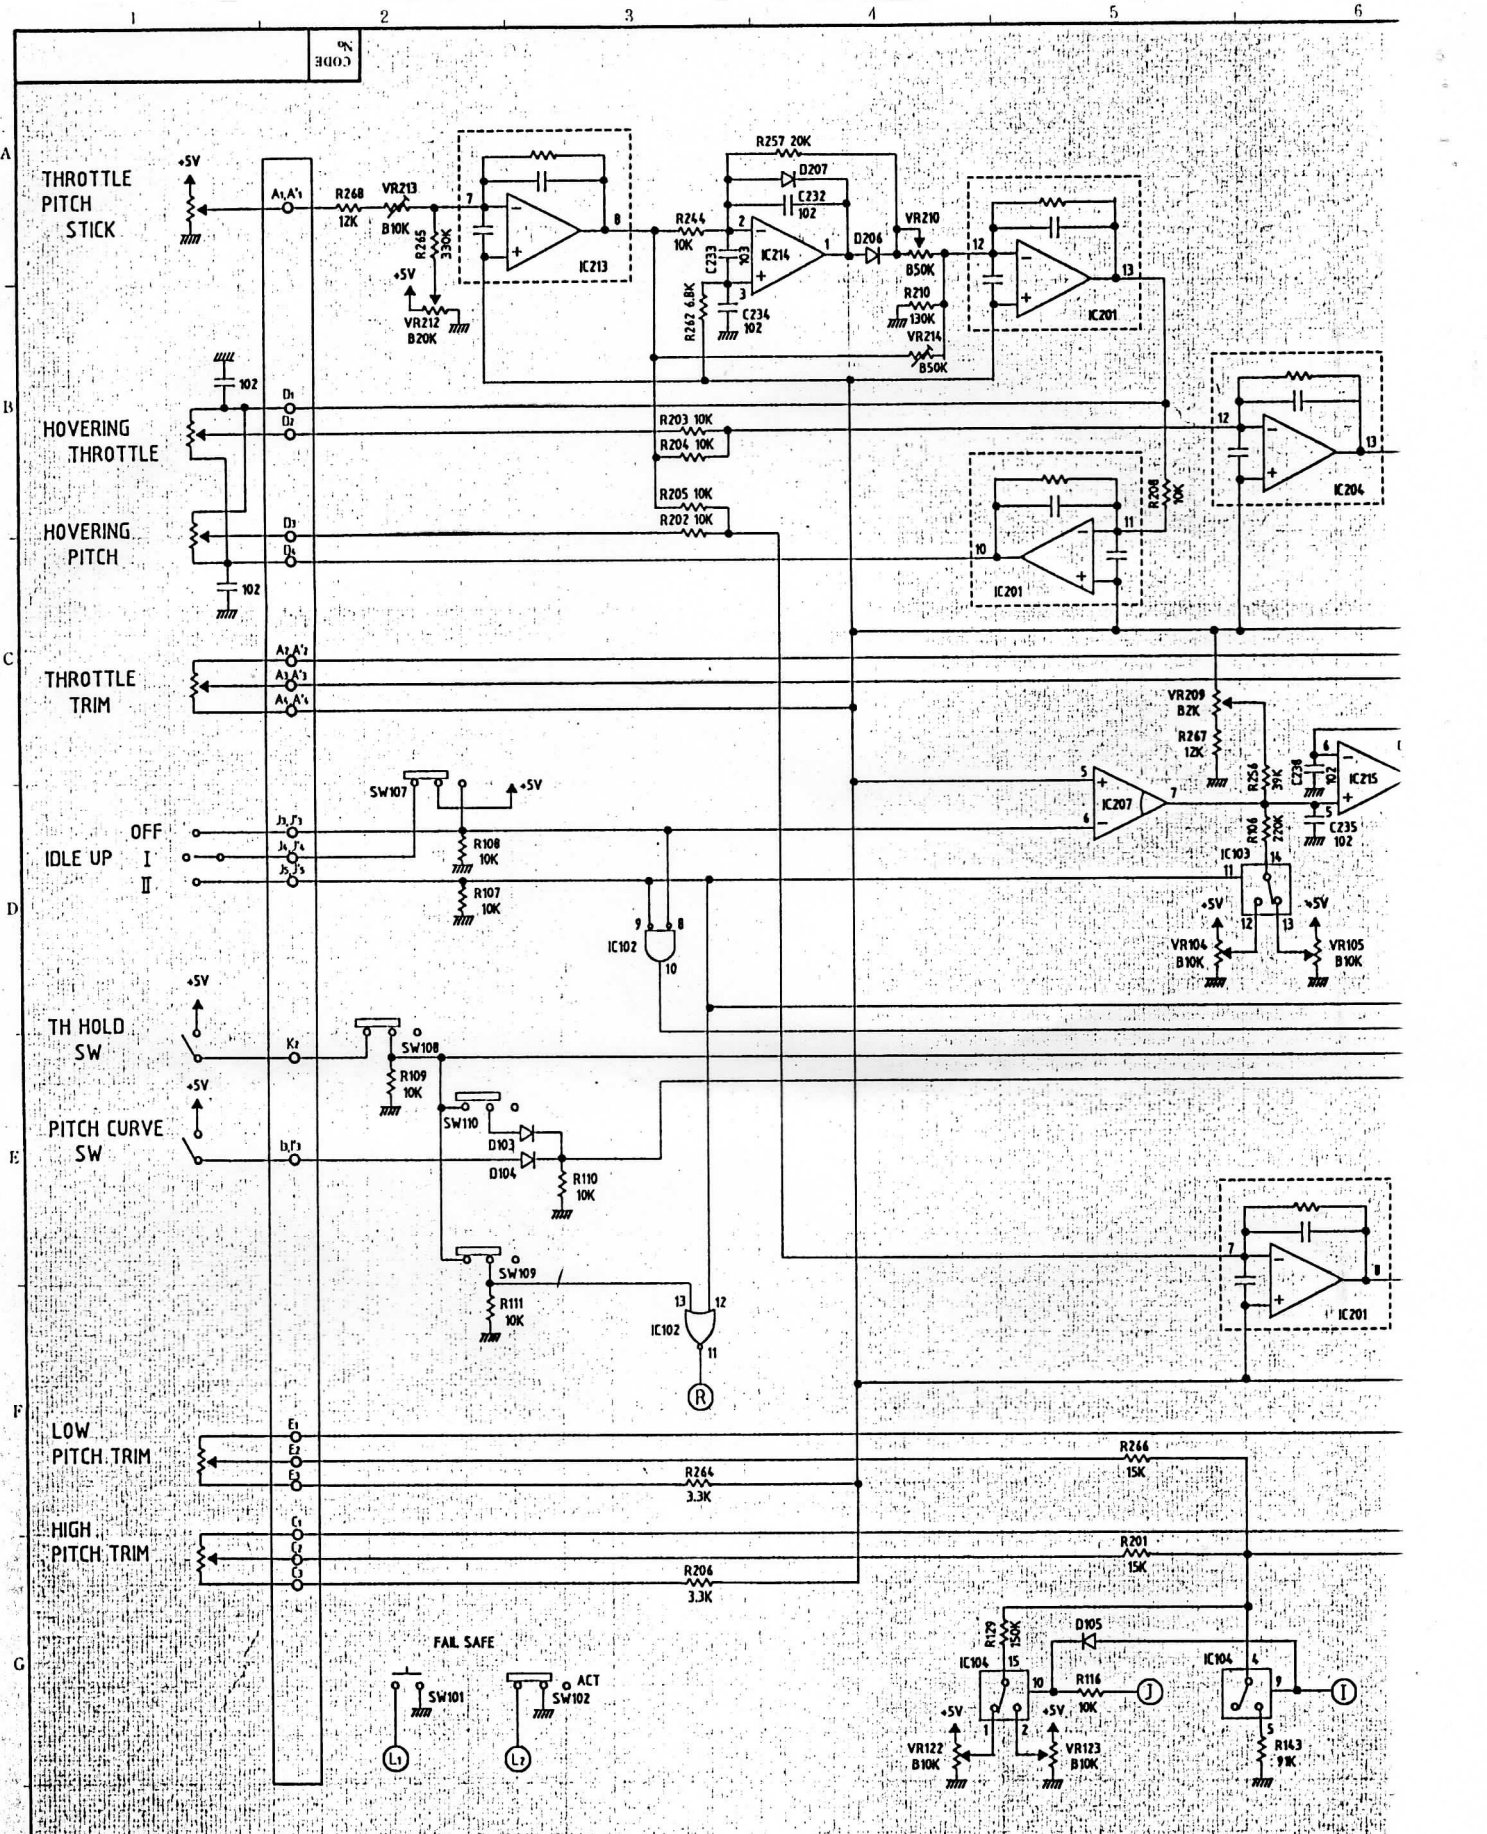 1 2 3 4 5 6
CODE
No
A
THROTTLE
PITCH
STICK
+5V
A1,A'1
R268
12K
VR213
B10K
R265
330K
+5V
VR212
B20K
7
8
IC213
R244
10K
R257 20K
D207
C232
102
C233
103
2
3
1
IC214
R262 6.8K
C234
102
D206
VR210
B50K
R210
130K
VR214
B50K
12
13
IC201
B
102
D1
D2
HOVERING
THROTTLE
R203 10K
R204 10K
12
13
IC204
R205 10K
R202 10K
R208
10K
11
10
IC201
HOVERING
PITCH
D3
D4
102
C
THROTTLE
TRIM
A2,A'2
A3,A'3
A4,A'4
VR209
B2K
R267
12K
R256
39K
C236
102
6
5
IC215
C235
102
R106
220K
5
6
7
IC207
SW107
+5V
OFF
IDLE UP I
II
J3,J'3
J4,J'4
J5,J'5
R108
10K
R107
10K
D
9 8
IC102
10
IC103
14
11
12
13
+5V
+5V
VR104
B10K
VR105
B10K
+5V
TH HOLD
SW
K2
SW108
R109
10K
+5V
SW110
PITCH CURVE
SW
D103
D104
R110
10K
E
SW109
R111
10K
13 12
IC102
11
R
7
8
IC201
F
LOW
PITCH TRIM
E1
E2
E3
R266
15K
R264
3.3K
HIGH
PITCH TRIM
C1
C2
C3
R201
15K
R206
3.3K
G
FAIL SAFE
SW101
L1
ACT
SW102
L2
R129
150K
D105
IC104
15
10
1
2
R116
10K
J
+5V
+5V
VR122
B10K
VR123
B10K
IC104
4
9
5
I
R143
91K